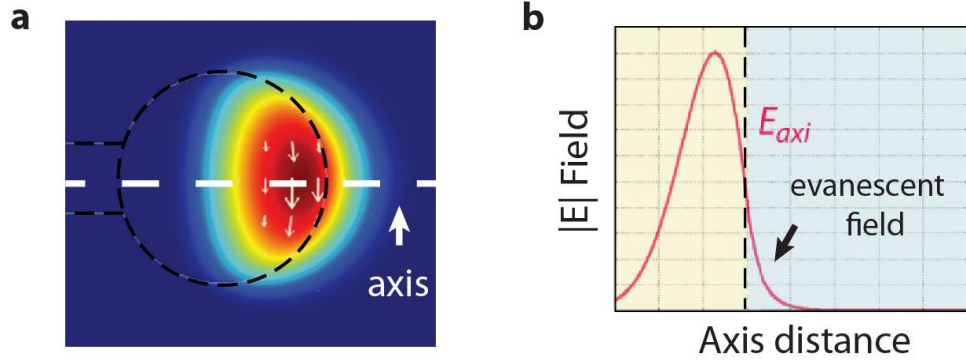 a
axis
b
|E| Field
E_axi
evanescent
field
Axis distance